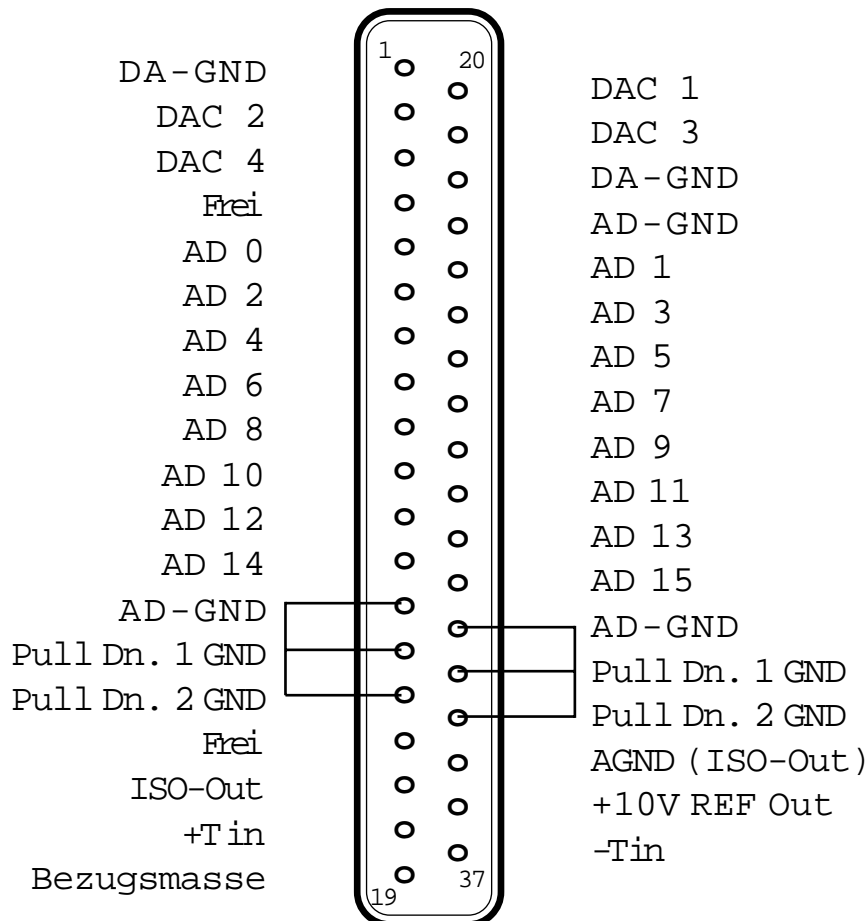 1
20
DA-GND
DAC 1
DAC 2
DAC 3
DAC 4
DA-GND
Frei
AD-GND
AD 0
AD 1
AD 2
AD 3
AD 4
AD 5
AD 6
AD 7
AD 8
AD 9
AD 10
AD 11
AD 12
AD 13
AD 14
AD 15
AD-GND
AD-GND
Pull Dn. 1 GND
Pull Dn. 1 GND
Pull Dn. 2 GND
Pull Dn. 2 GND
Frei
AGND (ISO-Out)
ISO-Out
+10V REF Out
+Tin
-Tin
Bezugsmasse
19
37